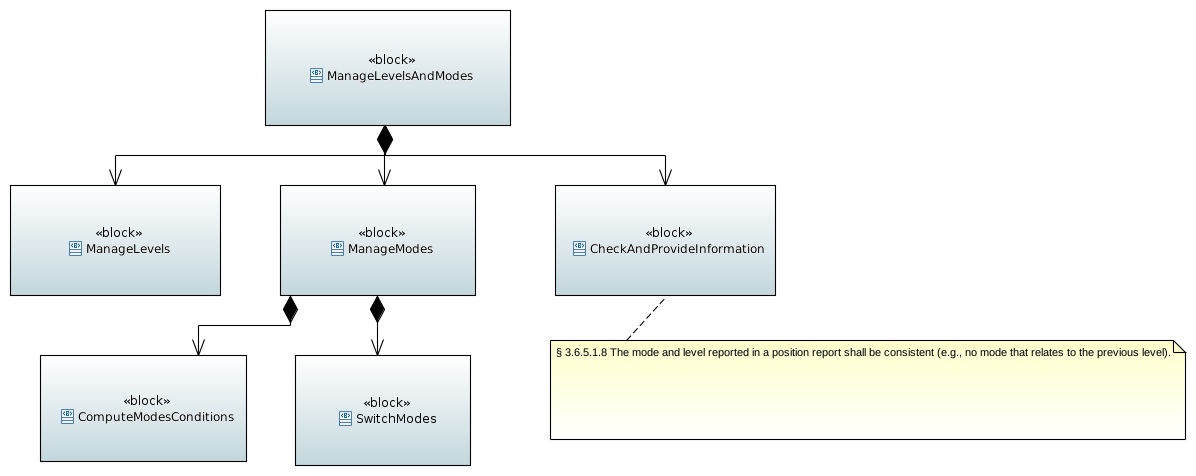 «block»
ManageLevelsAndModes
«block»
ManageLevels
«block»
ManageModes
«block»
CheckAndProvideInformation
§ 3.6.5.1.8 The mode and level reported in a position report shall be consistent (e.g., no mode that relates to the previous level).
«block»
ComputeModesConditions
«block»
SwitchModes